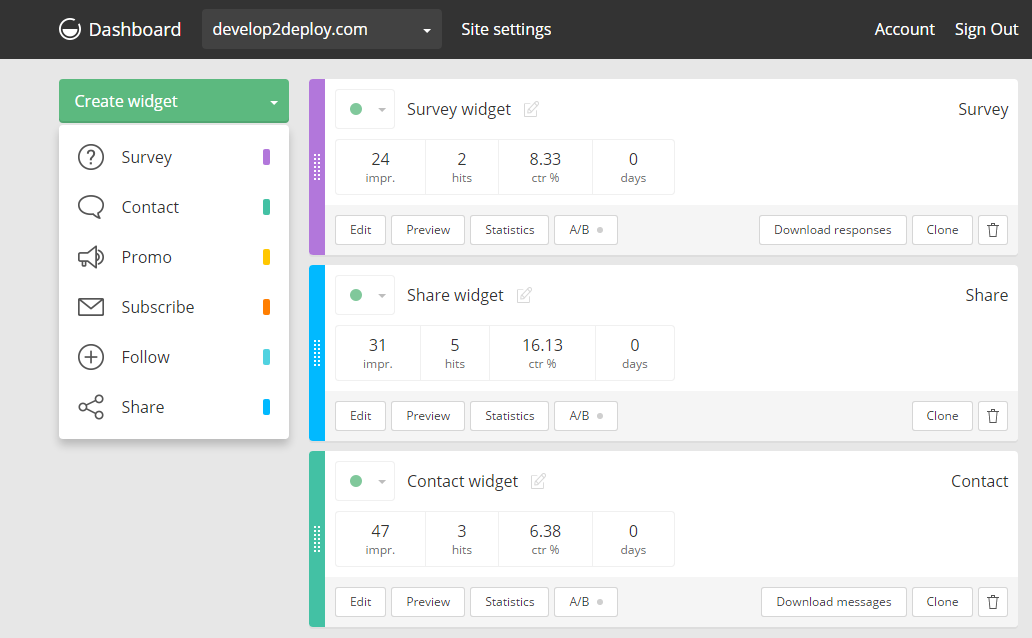 Dashboard develop2deploy.com Site settings Account Sign Out
Create widget
Survey
Contact
Promo
Subscribe
Follow
Share
Survey widget Survey
24 2 8.33 0
impr. hits ctr % days
Edit Preview Statistics A/B Download responses Clone
Share widget Share
31 5 16.13 0
impr. hits ctr % days
Edit Preview Statistics A/B Clone
Contact widget Contact
47 3 6.38 0
impr. hits ctr % days
Edit Preview Statistics A/B Download messages Clone